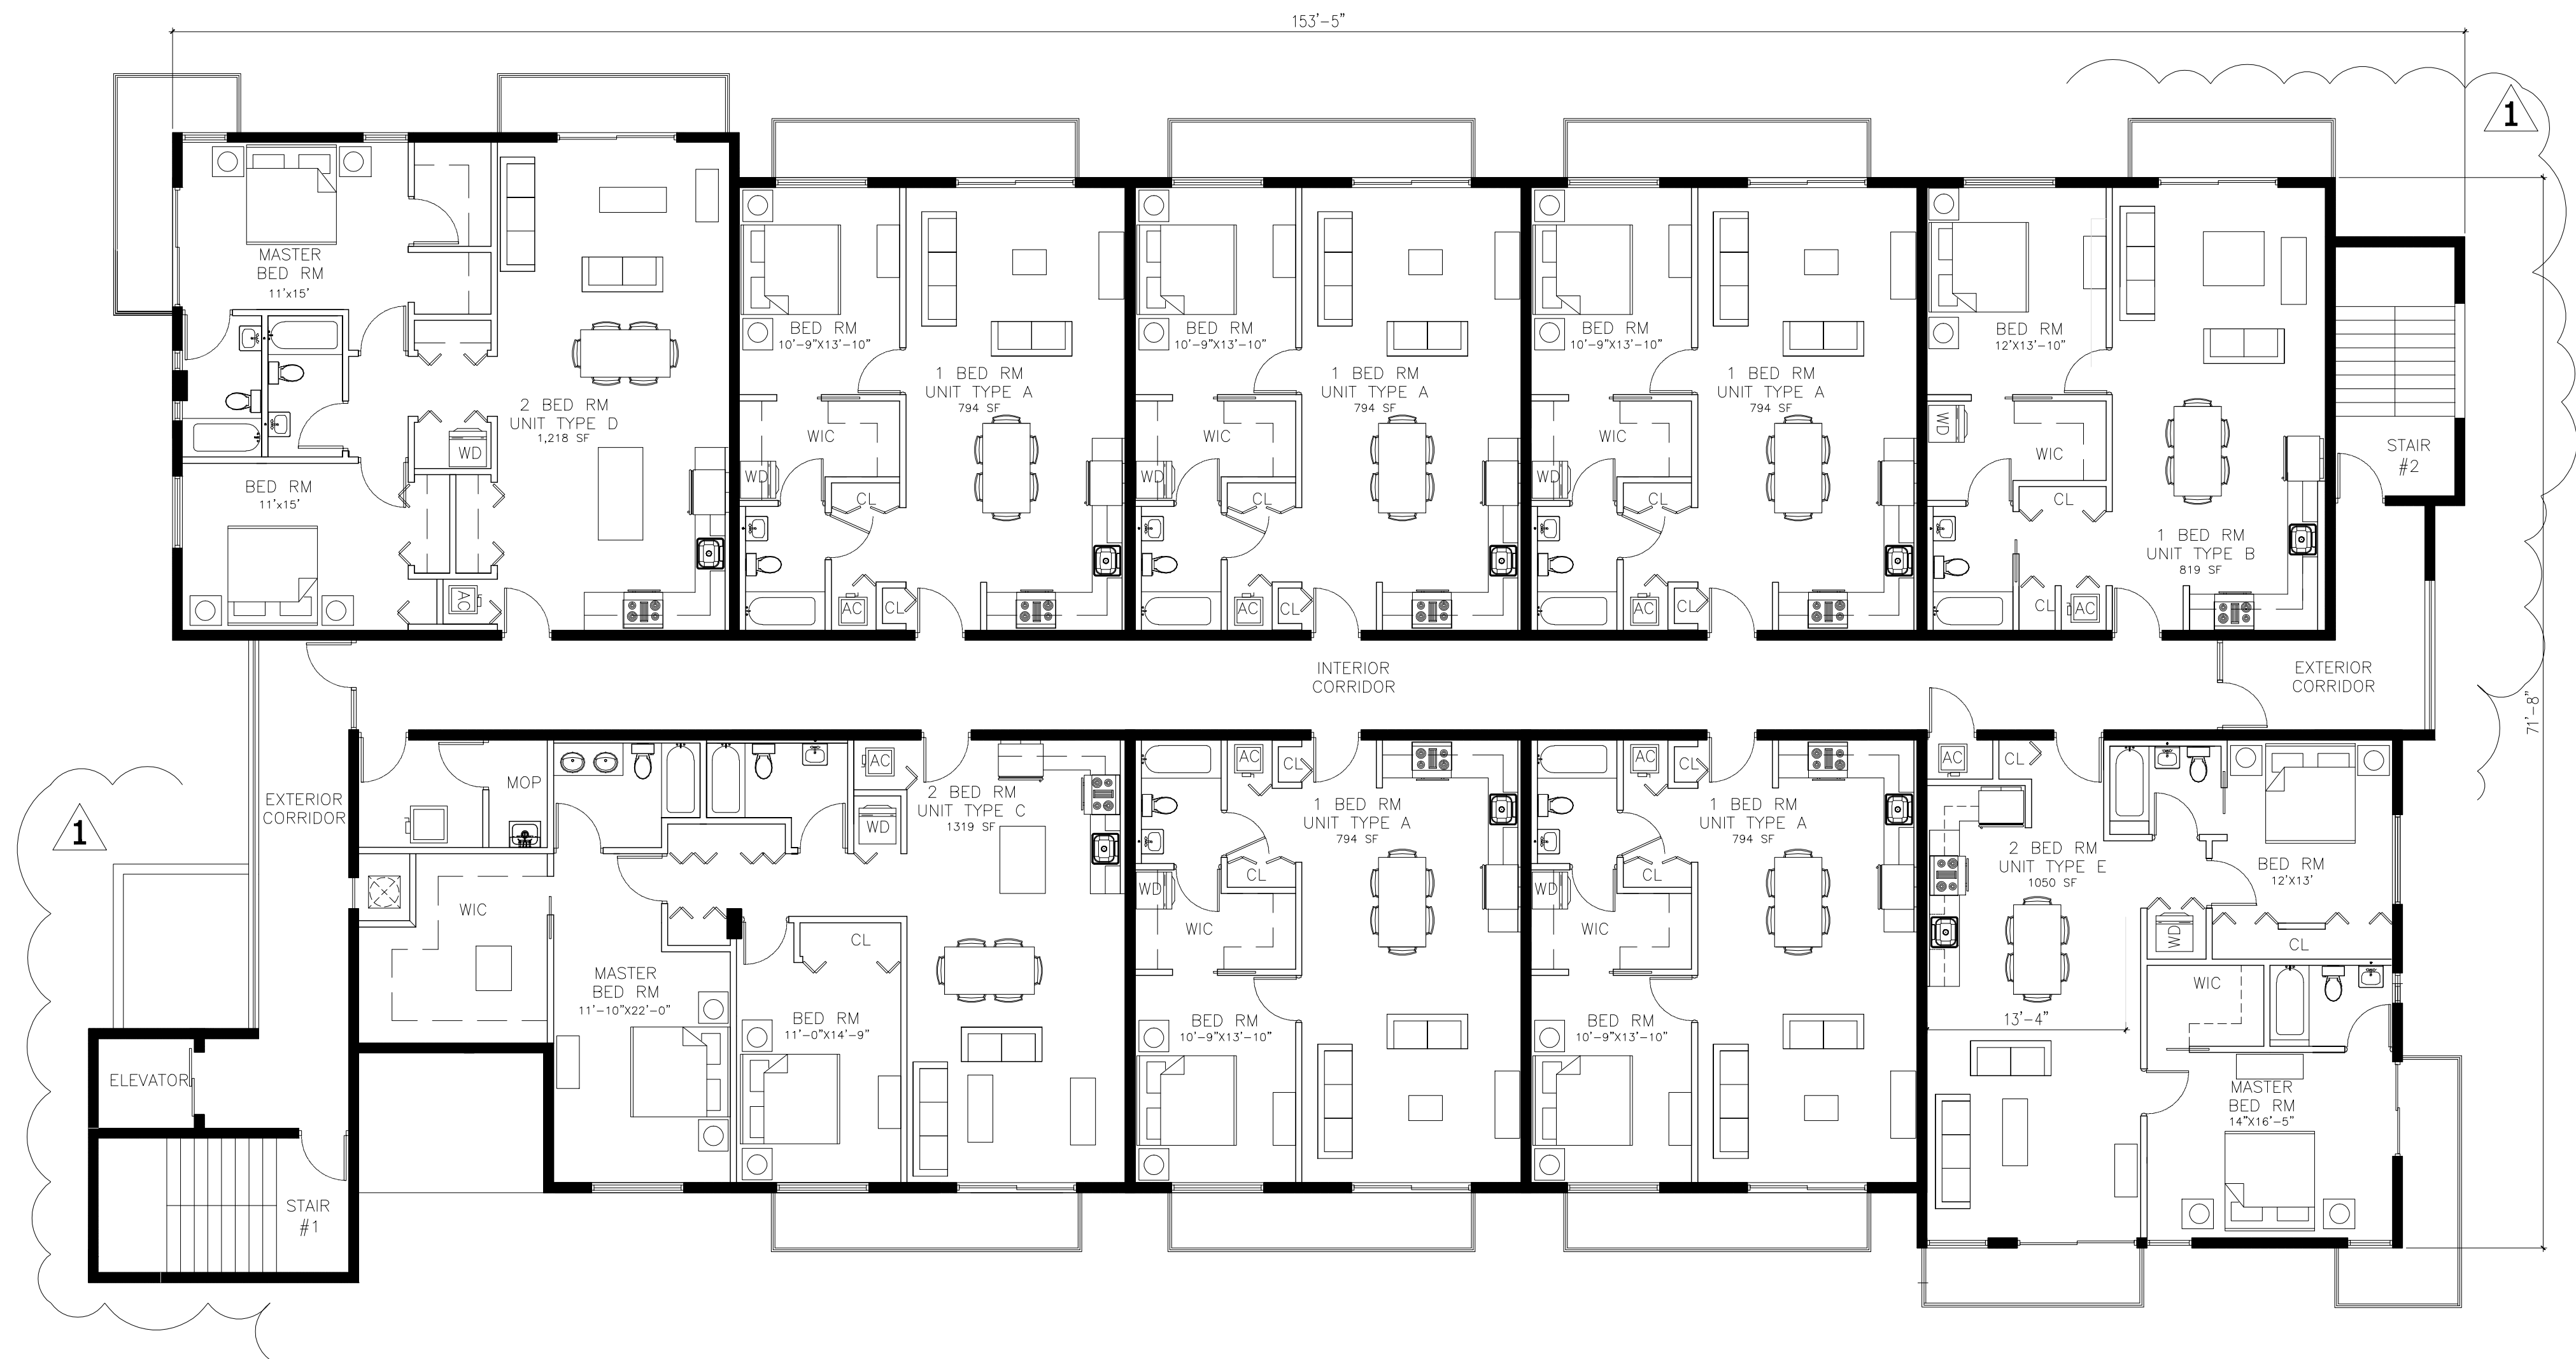 153'-5"
1
MASTER
BED RM
11'x15'
2 BED RM
UNIT TYPE D
1,218 SF
WD
BED RM
11'x15'
AC
BED RM
10'-9"X13'-10"
1 BED RM
UNIT TYPE A
794 SF
WIC
WD
CL
AC
CL
BED RM
10'-9"X13'-10"
1 BED RM
UNIT TYPE A
794 SF
WIC
WD
CL
AC
CL
BED RM
10'-9"X13'-10"
1 BED RM
UNIT TYPE A
794 SF
WIC
WD
CL
AC
CL
BED RM
12'X13'-10"
WD
WIC
CL
1 BED RM
UNIT TYPE B
819 SF
CL
AC
STAIR
#2
INTERIOR
CORRIDOR
EXTERIOR
CORRIDOR
71'-8"
1
EXTERIOR
CORRIDOR
MOP
AC
2 BED RM
UNIT TYPE C
1319 SF
WD
WIC
MASTER
BED RM
11'-10"X22'-0"
CL
BED RM
11'-0"X14'-9"
AC
CL
1 BED RM
UNIT TYPE A
794 SF
CL
WD
WIC
BED RM
10'-9"X13'-10"
AC
CL
1 BED RM
UNIT TYPE A
794 SF
CL
WD
WIC
BED RM
10'-9"X13'-10"
AC
CL
2 BED RM
UNIT TYPE E
1050 SF
BED RM
12'X13'
WD
CL
WIC
13'-4"
MASTER
BED RM
14"X16'-5"
ELEVATOR
STAIR
#1